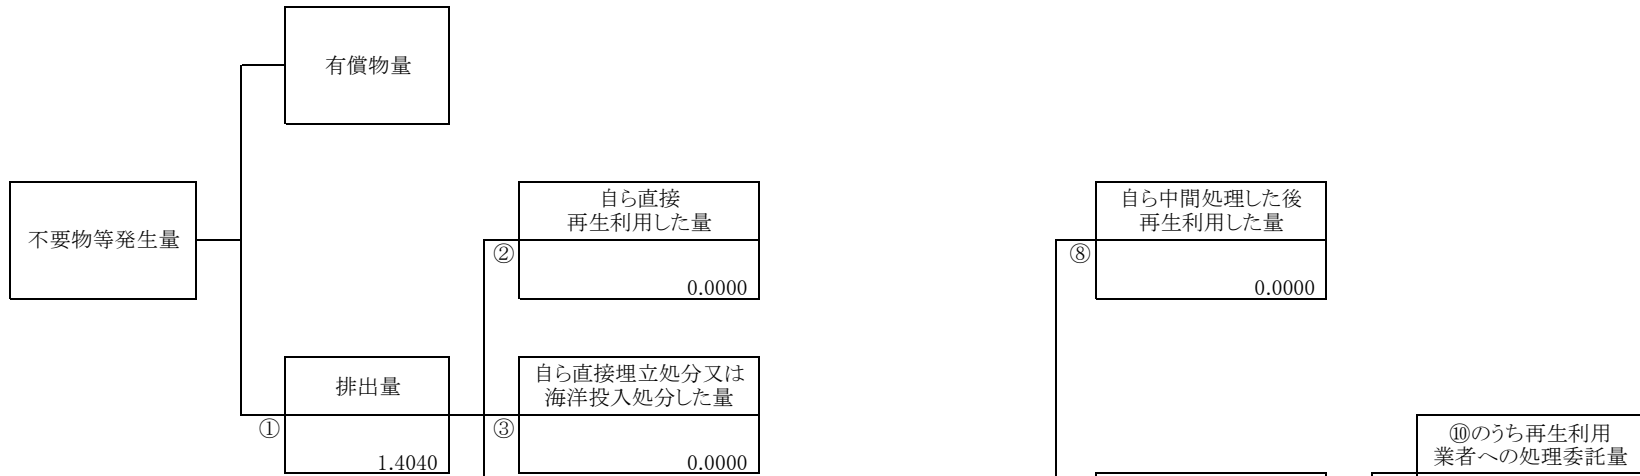 有償物量
不要物等発生量
自ら直接
再生利用した量
②
0.0000
自ら中間処理した後
再生利用した量
⑧
0.0000
排出量
①
1.4040
自ら直接埋立処分又は
海洋投入処分した量
③
0.0000
⑩のうち再生利用
業者への処理委託量